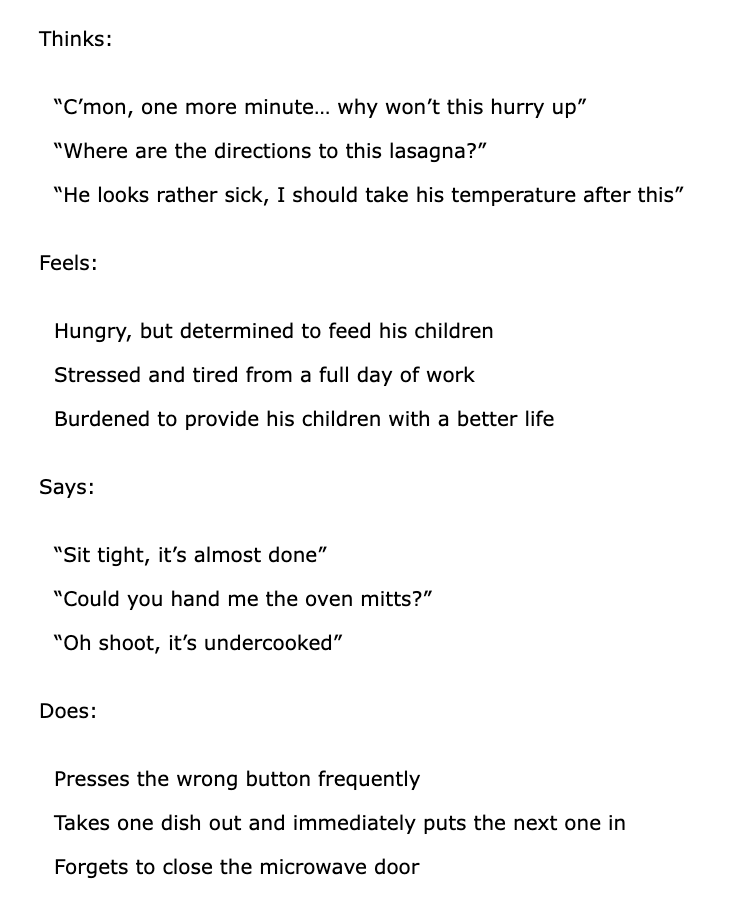 Thinks:
“C’mon, one more minute… why won’t this hurry up”
“Where are the directions to this lasagna?”
“He looks rather sick, I should take his temperature after this”
Feels:
Hungry, but determined to feed his children
Stressed and tired from a full day of work
Burdened to provide his children with a better life
Says:
“Sit tight, it’s almost done”
“Could you hand me the oven mitts?”
“Oh shoot, it’s undercooked”
Does:
Presses the wrong button frequently
Takes one dish out and immediately puts the next one in
Forgets to close the microwave door